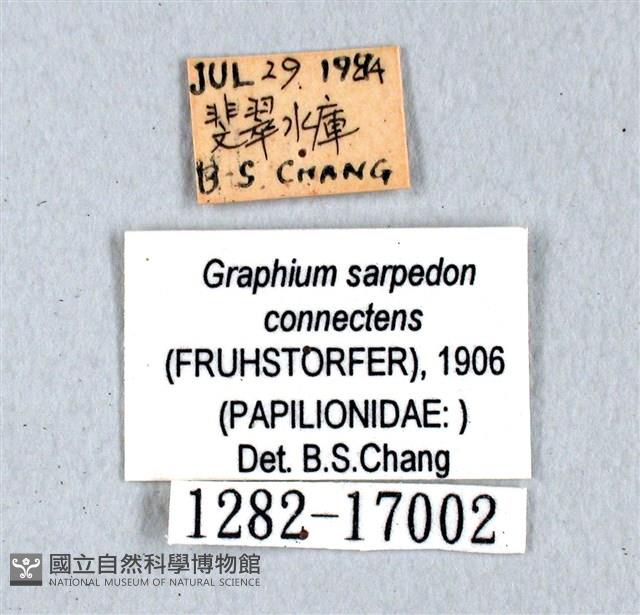 JUL 29. 1984
翡翠水庫
B.S. CHANG
Graphium sarpedon
connectens
(FRUHSTORFER), 1906
(PAPILIONIDAE: )
Det. B.S.Chang
1282-17002
國立自然科學博物館
NATIONAL MUSEUM OF NATURAL SCIENCE